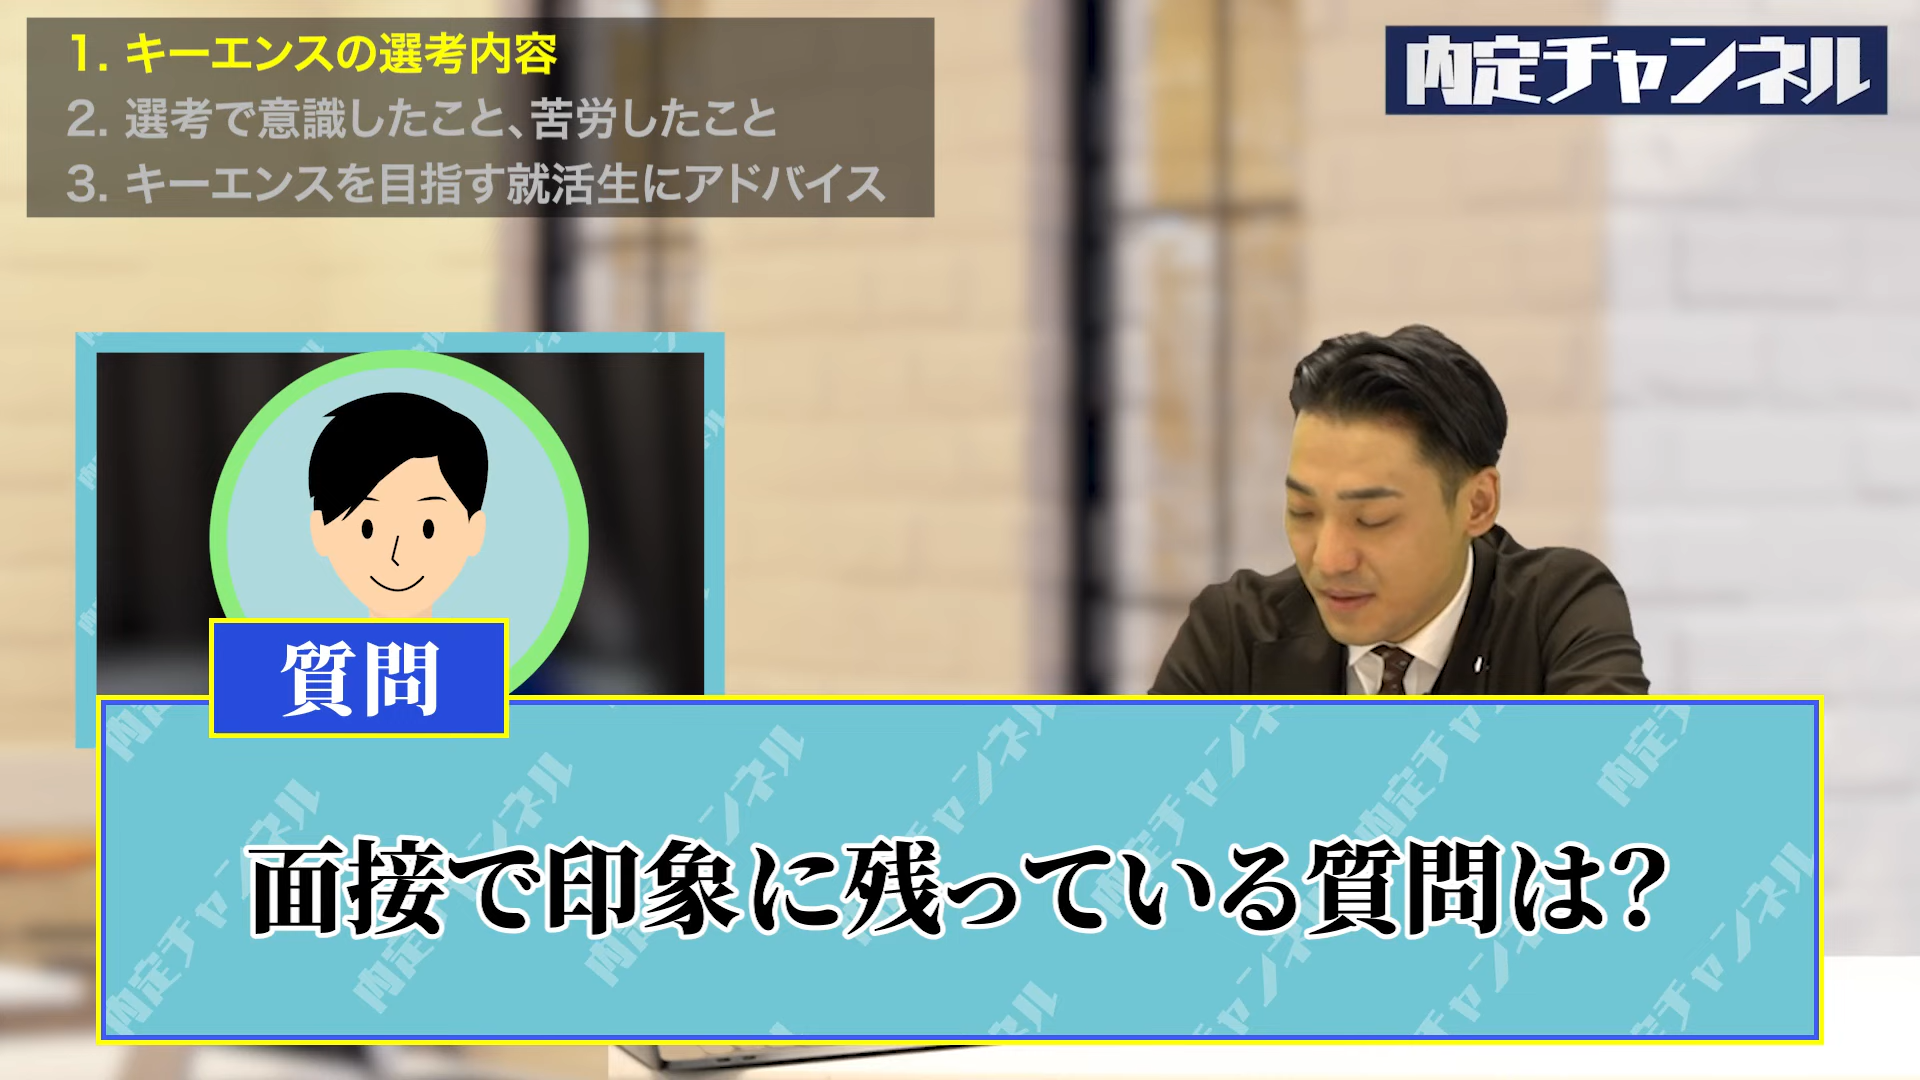 1. キーエンスの選考内容
2. 選考で意識したこと、苦労したこと
3. キーエンスを目指す就活生にアドバイス
内定チャンネル
質問
面接で印象に残っている質問は?